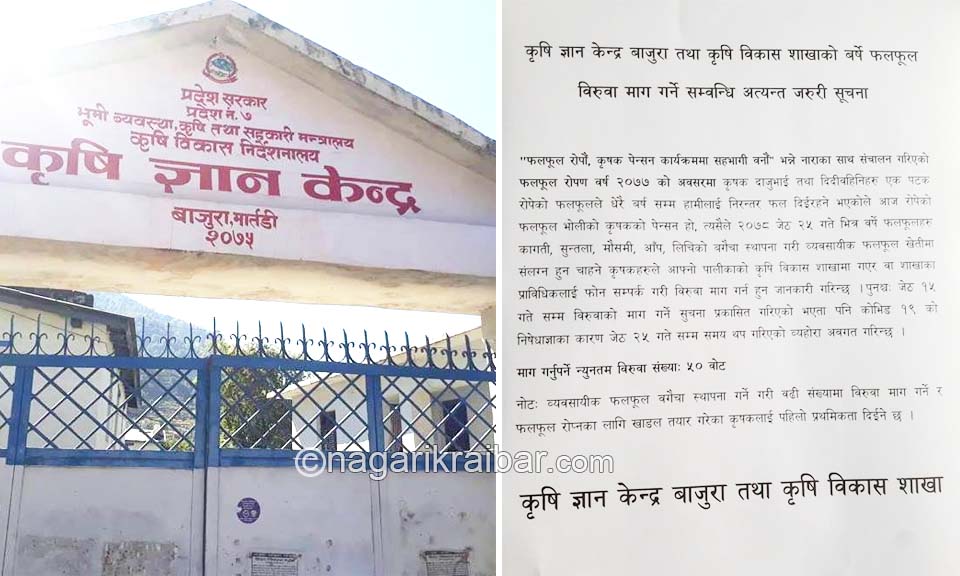 प्रदेश सरकार
प्रदेश नं. ७
भूमी व्यवस्था, कृषि तथा सहकारी मन्त्रालय
कृषि विकास निर्देशनालय
कृषि ज्ञान केन्द्र
बाजुरा, मार्तडी
२०७५
कृषि ज्ञान केन्द्र बाजुरा तथा कृषि विकास शाखाको बर्षे फलफूल
विरुवा माग गर्ने सम्वन्धि अत्यन्त जरुरी सूचना
"फलफूल रोपौं, कृषक पेन्सन कार्यक्रममा सहभागी वनौं" भन्ने नाराका साथ संचालन गरिएको
फलफूल रोपण वर्ष २०७७ को अवसरमा कृषक दाजुभाई तथा दिदीवहिनिहरु एक पटक
रोपेको फलफूलले धेरै बर्ष सम्म हामीलाई निरन्तर फल दिईरहने भएकोले आज रोपेको
फलफूल भोलीको कृषकको पेन्सन हो, त्यसैले २०७८ जेठ २५ गते भित्र वर्षे फलफूलहरु
कागती, सुन्तला, मौसमी, आँप, लिचिको वगैचा स्थापना गरी व्यवसायीक फलफूल खेतीमा
संलग्न हुन चाहने कृषकहरुले आफ्नो पालीकाको कृषि विकास शाखामा गएर वा शाखाका
प्राविधिकलाई फोन सम्पर्क गरी विरुवा माग गर्न हुन जानकारी गरिन्छ । पुनश्चः जेठ १५
गते सम्म विरुवाको माग गर्ने सुचना प्रकासित गरिएको भएता पनि कोभिड १९ को
निषेधाज्ञाका कारण जेठ २५ गते सम्म समय थप गरिएको व्यहोरा अवगत गरिन्छ ।
माग गर्नुपर्ने न्युनतम विरुवा संख्याः ५० वोट
नोटः व्यवसायीक फलफूल वगैचा स्थापना गर्ने गरी वढी संख्यामा विरुवा माग गर्ने र
फलफूल रोप्नका लागि खाडल तयार गरेका कृषकलाई पहिलो प्रथमिकता दिईने छ ।
कृषि ज्ञान केन्द्र बाजुरा तथा कृषि विकास शाखा
©nagarikraibar.com